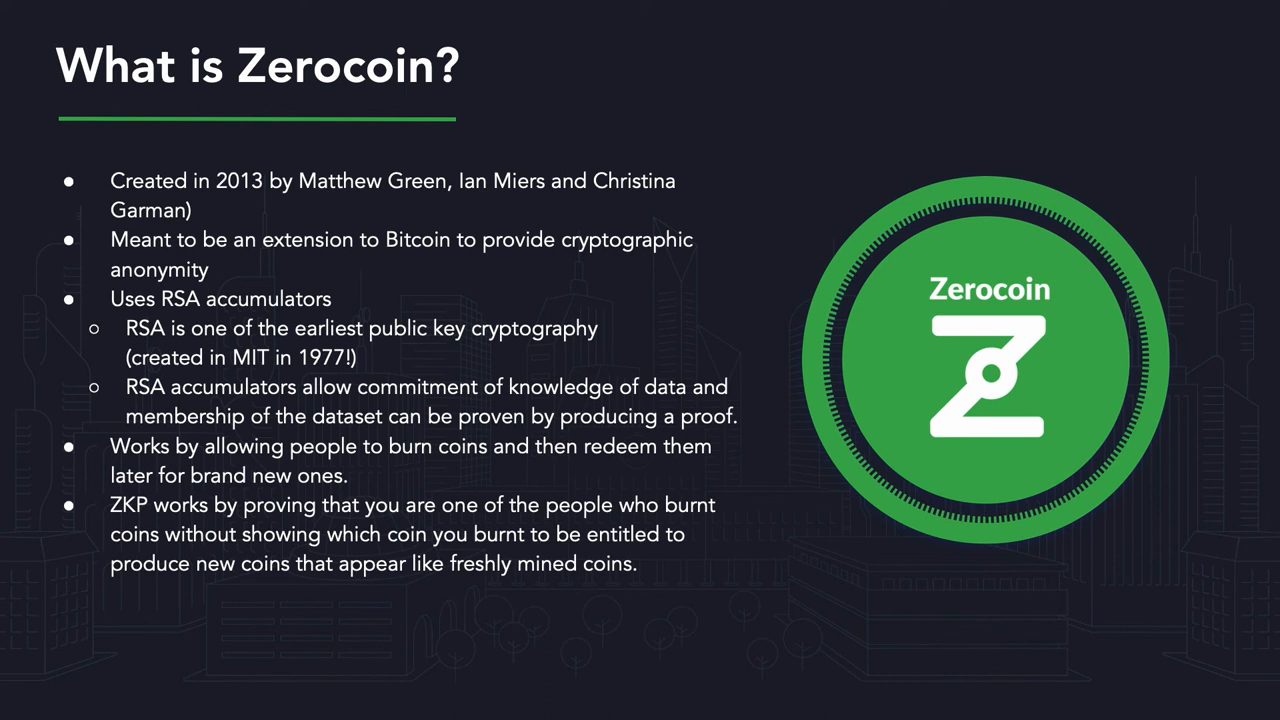 What is Zerocoin?
● Created in 2013 by Matthew Green, Ian Miers and Christina
Garman)
● Meant to be an extension to Bitcoin to provide cryptographic
anonymity
● Uses RSA accumulators
○ RSA is one of the earliest public key cryptography
(created in MIT in 1977!)
○ RSA accumulators allow commitment of knowledge of data and
membership of the dataset can be proven by producing a proof.
● Works by allowing people to burn coins and then redeem them
later for brand new ones.
● ZKP works by proving that you are one of the people who burnt
coins without showing which coin you burnt to be entitled to
produce new coins that appear like freshly mined coins.
Zerocoin